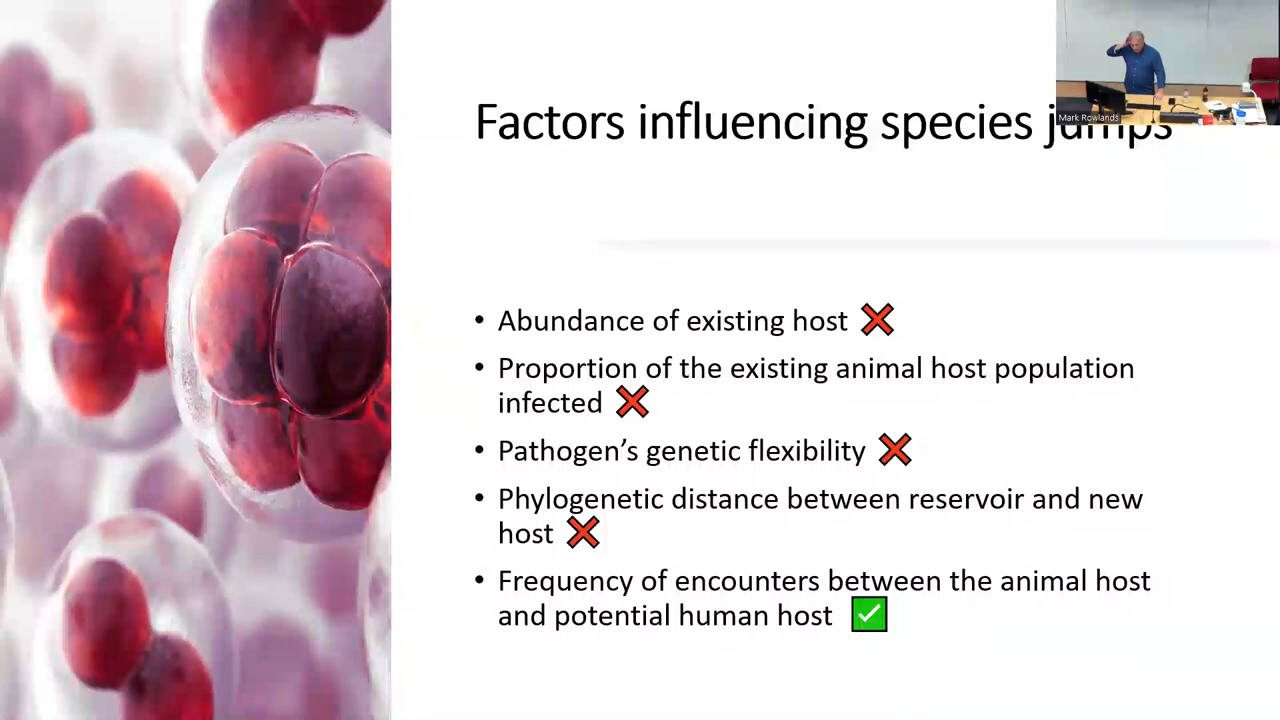 Mark Rowlands
Factors influencing species jumps
• Abundance of existing host ❌
• Proportion of the existing animal host population
infected ❌
• Pathogen’s genetic flexibility ❌
• Phylogenetic distance between reservoir and new
host ❌
• Frequency of encounters between the animal host
and potential human host ✅